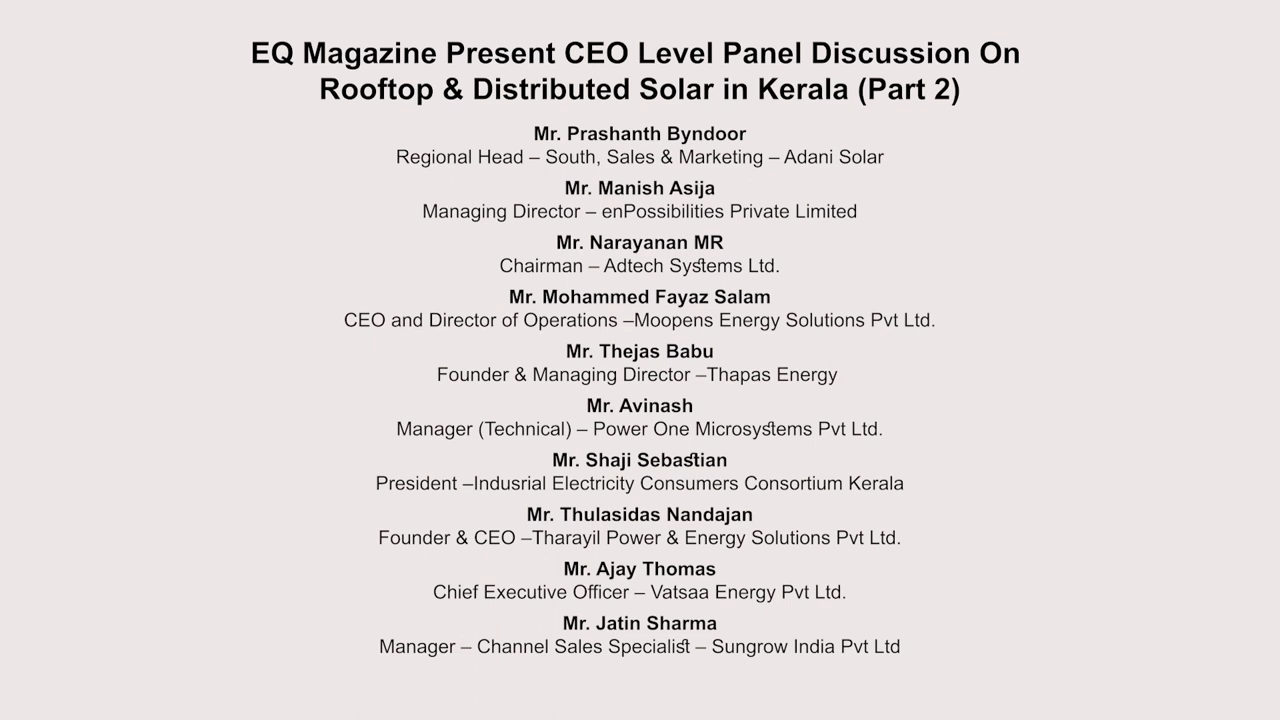 EQ Magazine Present CEO Level Panel Discussion On
Rooftop & Distributed Solar in Kerala (Part 2)
Mr. Prashanth Byndoor
Regional Head – South, Sales & Marketing – Adani Solar
Mr. Manish Asija
Managing Director – enPossibilities Private Limited
Mr. Narayanan MR
Chairman – Adtech Systems Ltd.
Mr. Mohammed Fayaz Salam
CEO and Director of Operations –Moopens Energy Solutions Pvt Ltd.
Mr. Thejas Babu
Founder & Managing Director –Thapas Energy
Mr. Avinash
Manager (Technical) – Power One Microsystems Pvt Ltd.
Mr. Shaji Sebastian
President –Indusrial Electricity Consumers Consortium Kerala
Mr. Thulasidas Nandajan
Founder & CEO –Tharayil Power & Energy Solutions Pvt Ltd.
Mr. Ajay Thomas
Chief Executive Officer – Vatsaa Energy Pvt Ltd.
Mr. Jatin Sharma
Manager – Channel Sales Specialist – Sungrow India Pvt Ltd